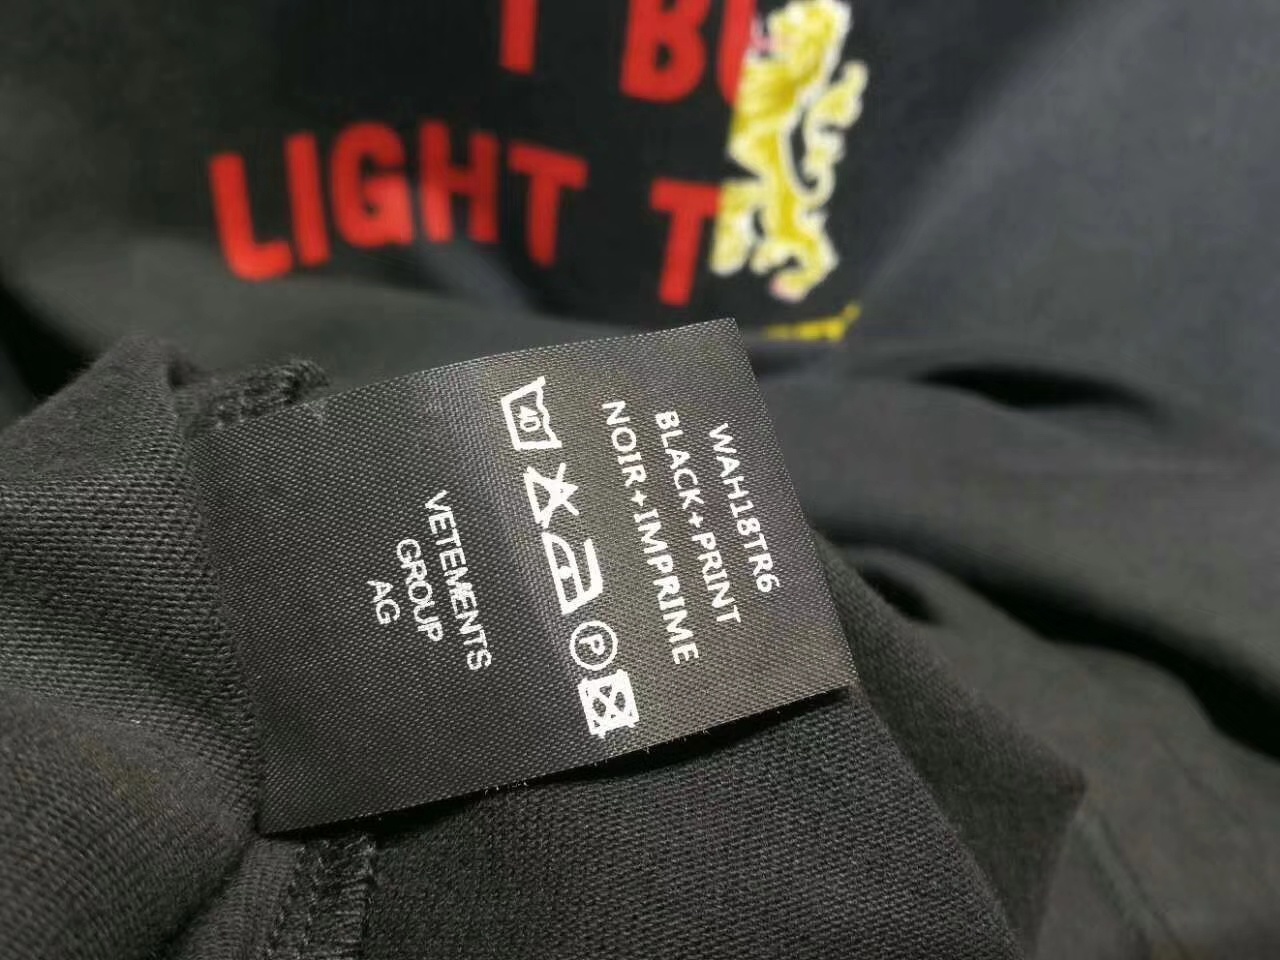 LIGHT T
WAH18TR6
BLACK+PRINT
NOIR+IMPRIME
40
P
VETEMENTS
GROUP
AG